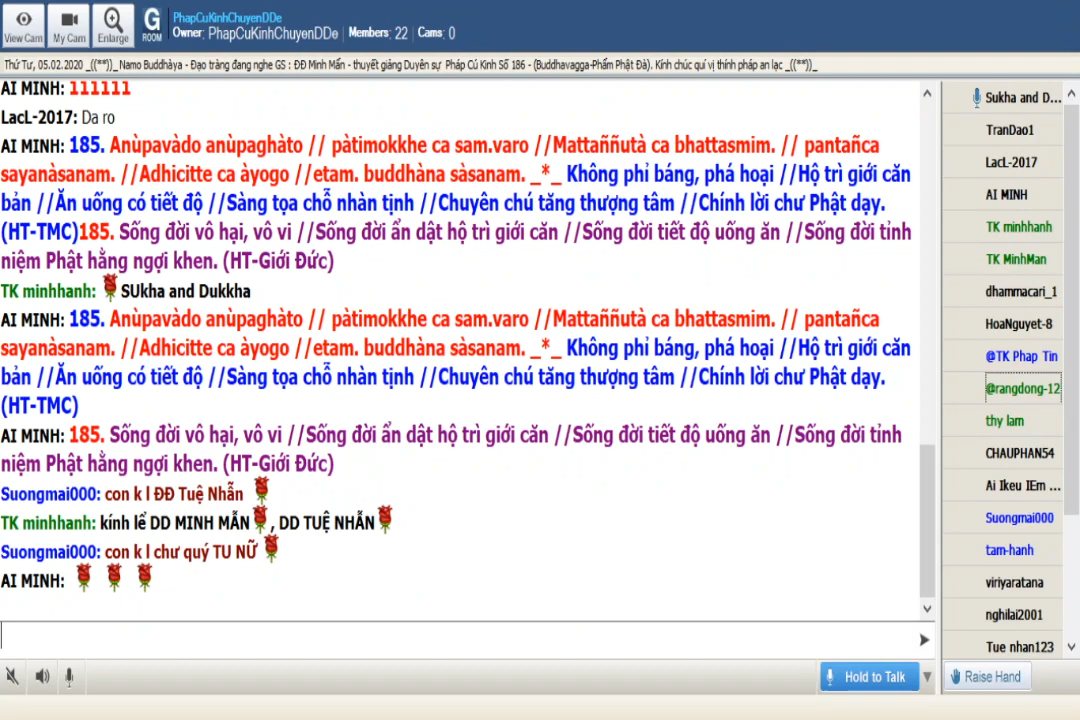 PhapCuKinhChuyenDDe
Owner: PhapCuKinhChuyenDDe Members: 22 Cams: 0
View Cam My Cam Enlarge G ROOM
Thứ Tư, 05.02.2020 _((**))_ Namo Buddhàya - Đạo tràng đang nghe GS : ĐĐ Minh Mẫn - thuyết giảng Duyên sự Pháp Cú Kinh Số 186 - (Buddhavagga-Phẩm Phật Đà). Kính chúc quí vị thính pháp an lạc _((**))_
AI MINH: 111111
LacL-2017: Da ro
AI MINH: 185. Anùpavàdo anùpaghàto // pàtimokkhe ca sam.varo //Mattaññutà ca bhattasmim. // pantañca
sayanàsanam. //Adhicitte ca àyogo //etam. buddhàna sàsanam. _*_ Không phỉ báng, phá hoại //Hộ trì giới căn
bản //Ăn uống có tiết độ //Sàng tọa chỗ nhàn tịnh //Chuyên chú tăng thượng tâm //Chính lời chư Phật dạy.
(HT-TMC)185. Sống đời vô hại, vô vi //Sống đời ẩn dật hộ trì giới căn //Sống đời tiết độ uống ăn //Sống đời tỉnh
niệm Phật hằng ngợi khen. (HT-Giới Đức)
TK minhhanh: SUkha and Dukkha
AI MINH: 185. Anùpavàdo anùpaghàto // pàtimokkhe ca sam.varo //Mattaññutà ca bhattasmim. // pantañca
sayanàsanam. //Adhicitte ca àyogo //etam. buddhàna sàsanam. _*_ Không phỉ báng, phá hoại //Hộ trì giới căn
bản //Ăn uống có tiết độ //Sàng tọa chỗ nhàn tịnh //Chuyên chú tăng thượng tâm //Chính lời chư Phật dạy.
(HT-TMC)
AI MINH: 185. Sống đời vô hại, vô vi //Sống đời ẩn dật hộ trì giới căn //Sống đời tiết độ uống ăn //Sống đời tỉnh
niệm Phật hằng ngợi khen. (HT-Giới Đức)
Suongmai000: con k l ĐĐ Tuệ Nhẫn
TK minhhanh: kính lể DD MINH MẪN , DD TUỆ NHẪN
Suongmai000: con k l chư quý TU NỮ
AI MINH:
Hold to Talk
Sukha and D...
TranDao1
LacL-2017
AI MINH
TK minhhanh
TK MinhMan
dhammacari_1
HoaNguyet-8
@TK Phap Tin
@rangdong-12
thy lam
CHAUPHAN54
Ai Ikeu IEm ...
Suongmai000
tam-hanh
viriyaratana
nghilai2001
Tue nhan123
Raise Hand